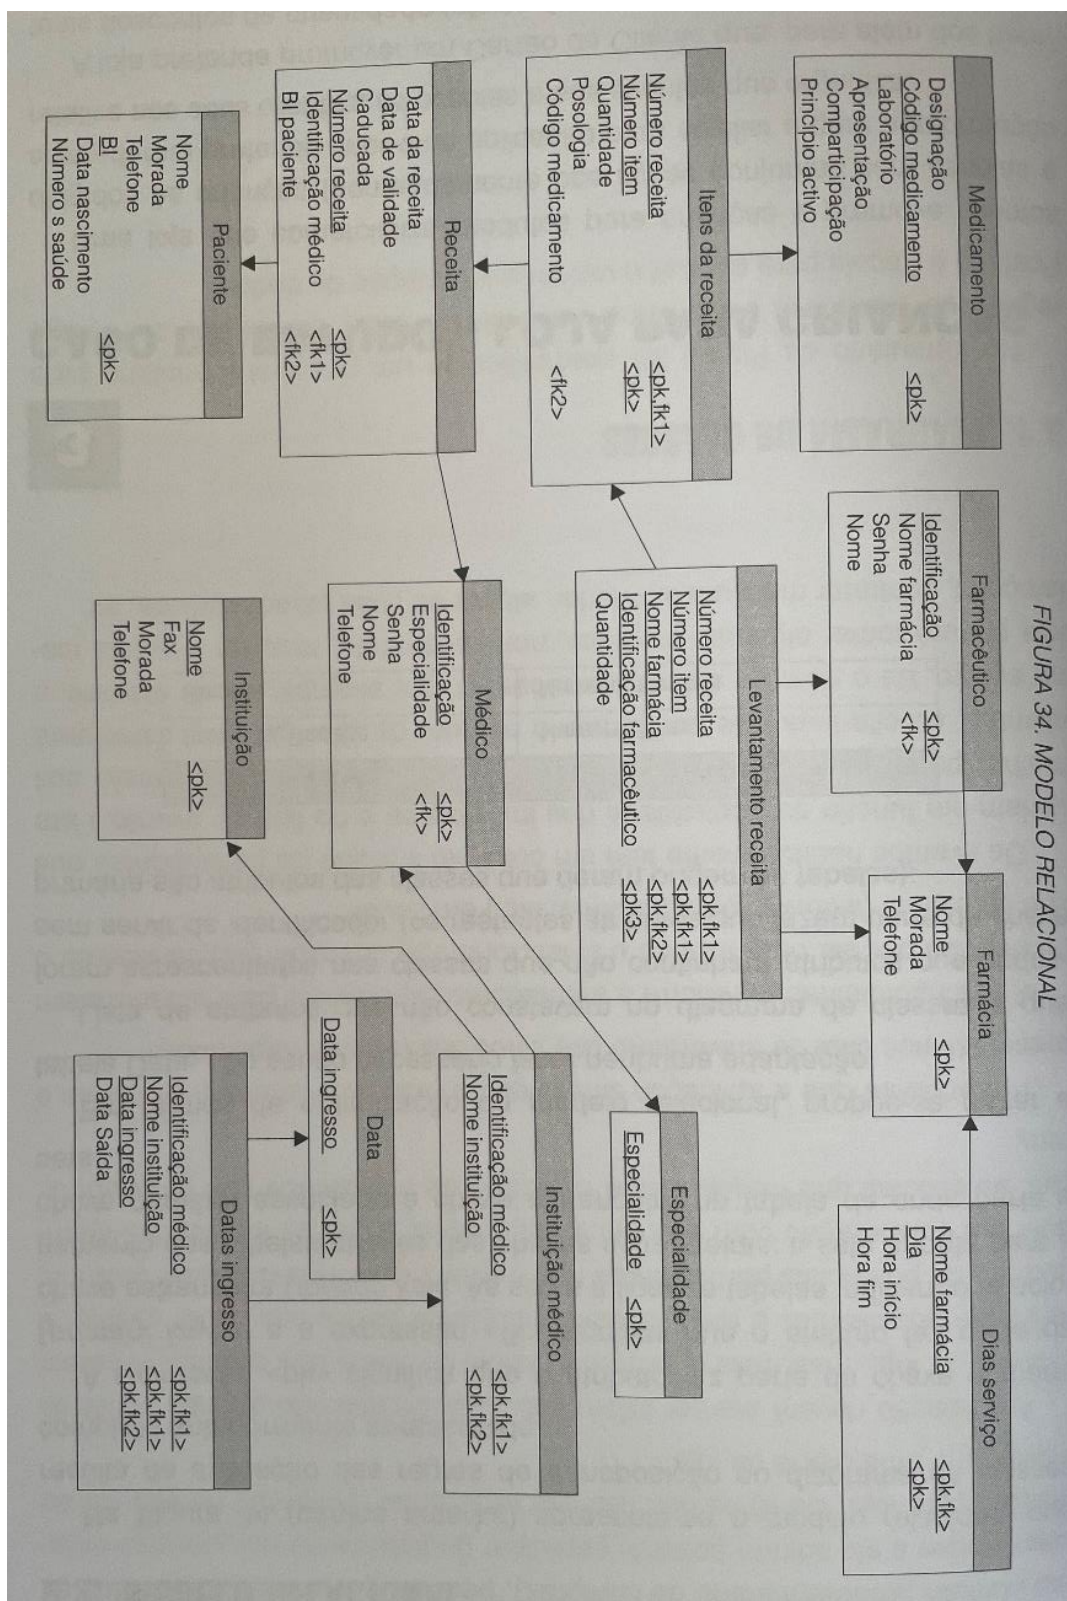 FIGURA 34. MODELO RELACIONAL
Medicamento
Designação
Código medicamento <pk>
Laboratório
Apresentação
Comparticipação
Princípio activo
Farmacêutico
Identificação <pk>
Nome farmácia <fk>
Senha
Nome
Farmácia
Nome <pk>
Morada
Telefone
Dias serviço
Nome farmácia <pk,fk>
Dia <pk>
Hora início
Hora fim
Itens da receita
Número receita <pk,fk1>
Número item <pk>
Quantidade
Posologia
Código medicamento <fk2>
Levantamento receita
Número receita <pk,fk1>
Número item <pk,fk1>
Nome farmácia <pk,fk2>
Identificação farmacêutico <pk3>
Quantidade
Especialidade
Especialidade <pk>
Receita
Data da receita
Data de validade
Caducada
Número receita <pk>
Identificação médico <fk1>
BI paciente <fk2>
Médico
Identificação <pk>
Especialidade <fk>
Senha
Nome
Telefone
Instituição médico
Identificação médico <pk,fk1>
Nome instituição <pk,fk2>
Paciente
Nome
Morada
Telefone
BI <pk>
Data nascimento
Número s saúde
Instituição
Nome <pk>
Fax
Morada
Telefone
Data
Data ingresso <pk>
Datas ingresso
Identificação médico <pk,fk1>
Nome instituição <pk,fk1>
Data ingresso <pk,fk2>
Data Saída